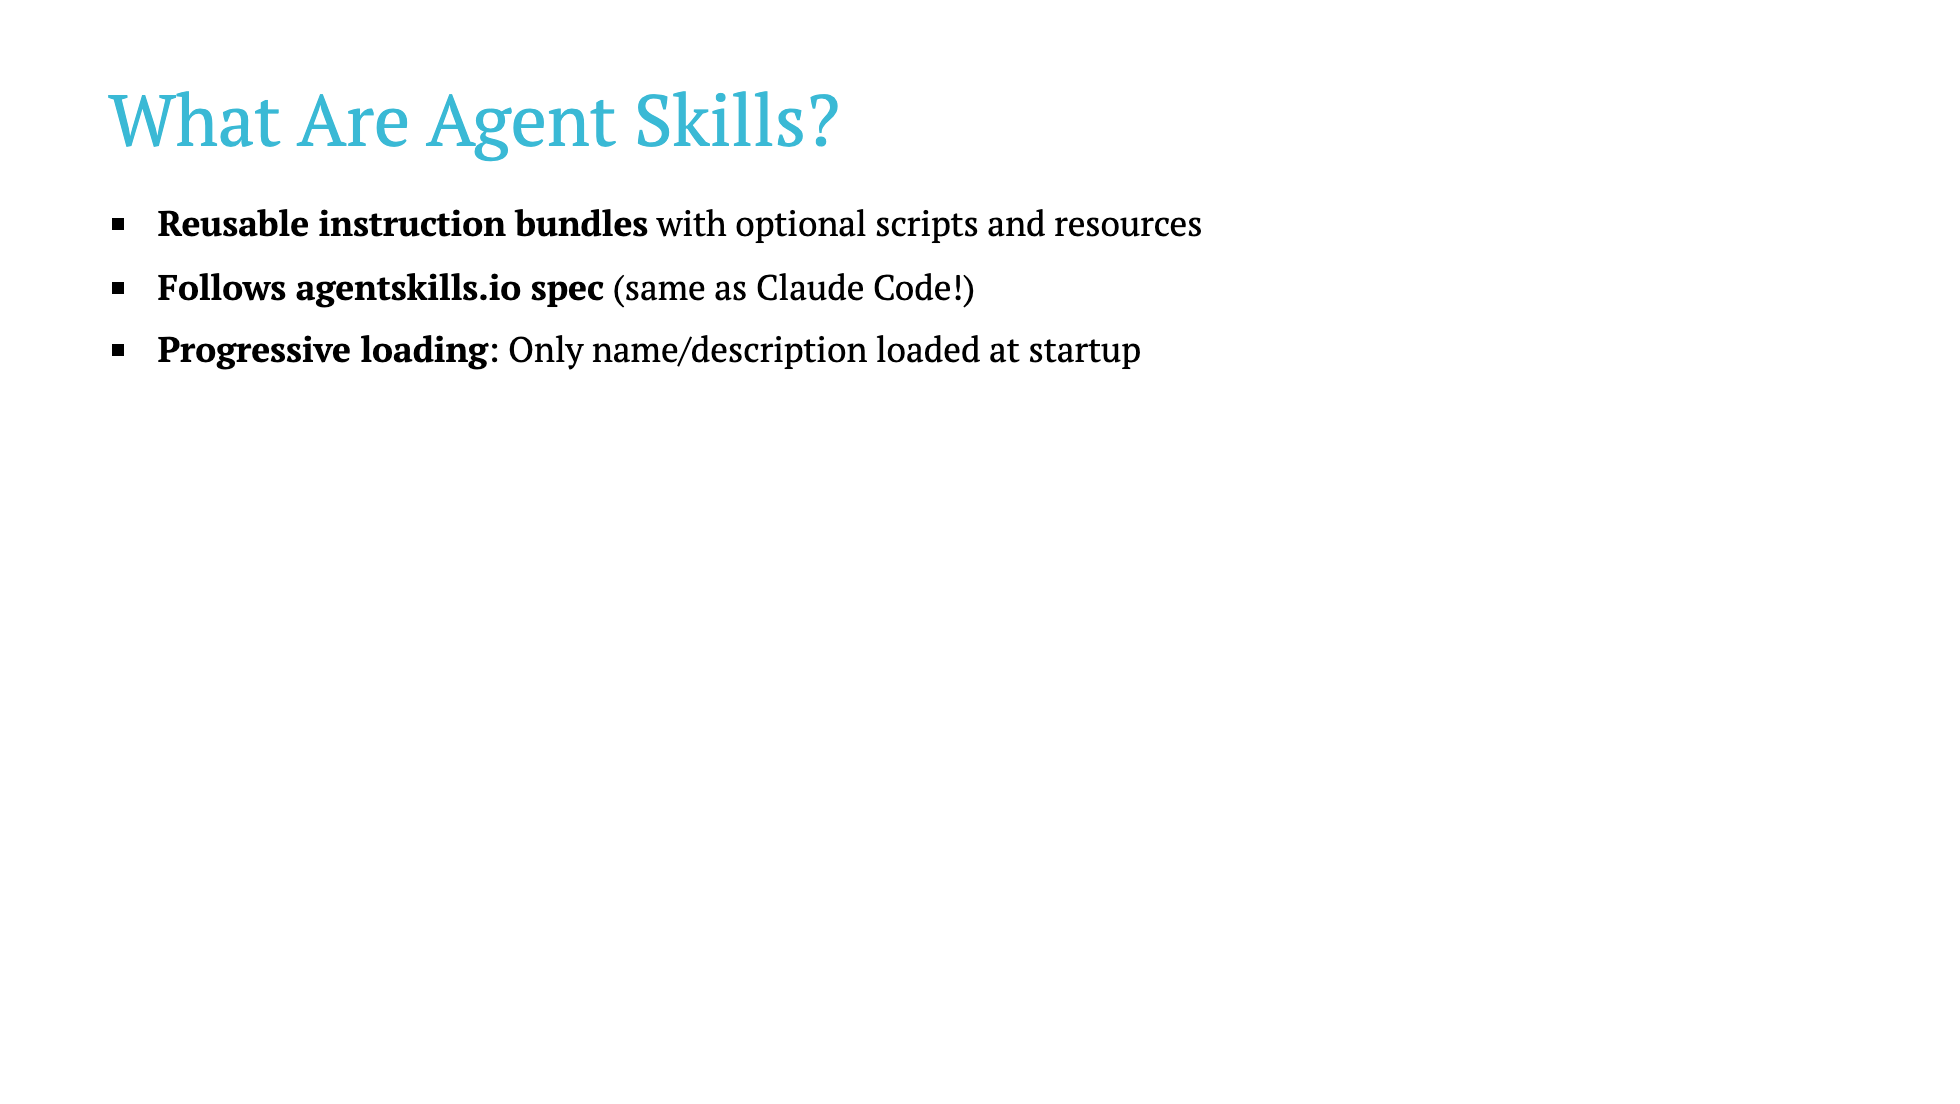 What Are Agent Skills?
▪ Reusable instruction bundles with optional scripts and resources
▪ Follows agentskills.io spec (same as Claude Code!)
▪ Progressive loading: Only name/description loaded at startup